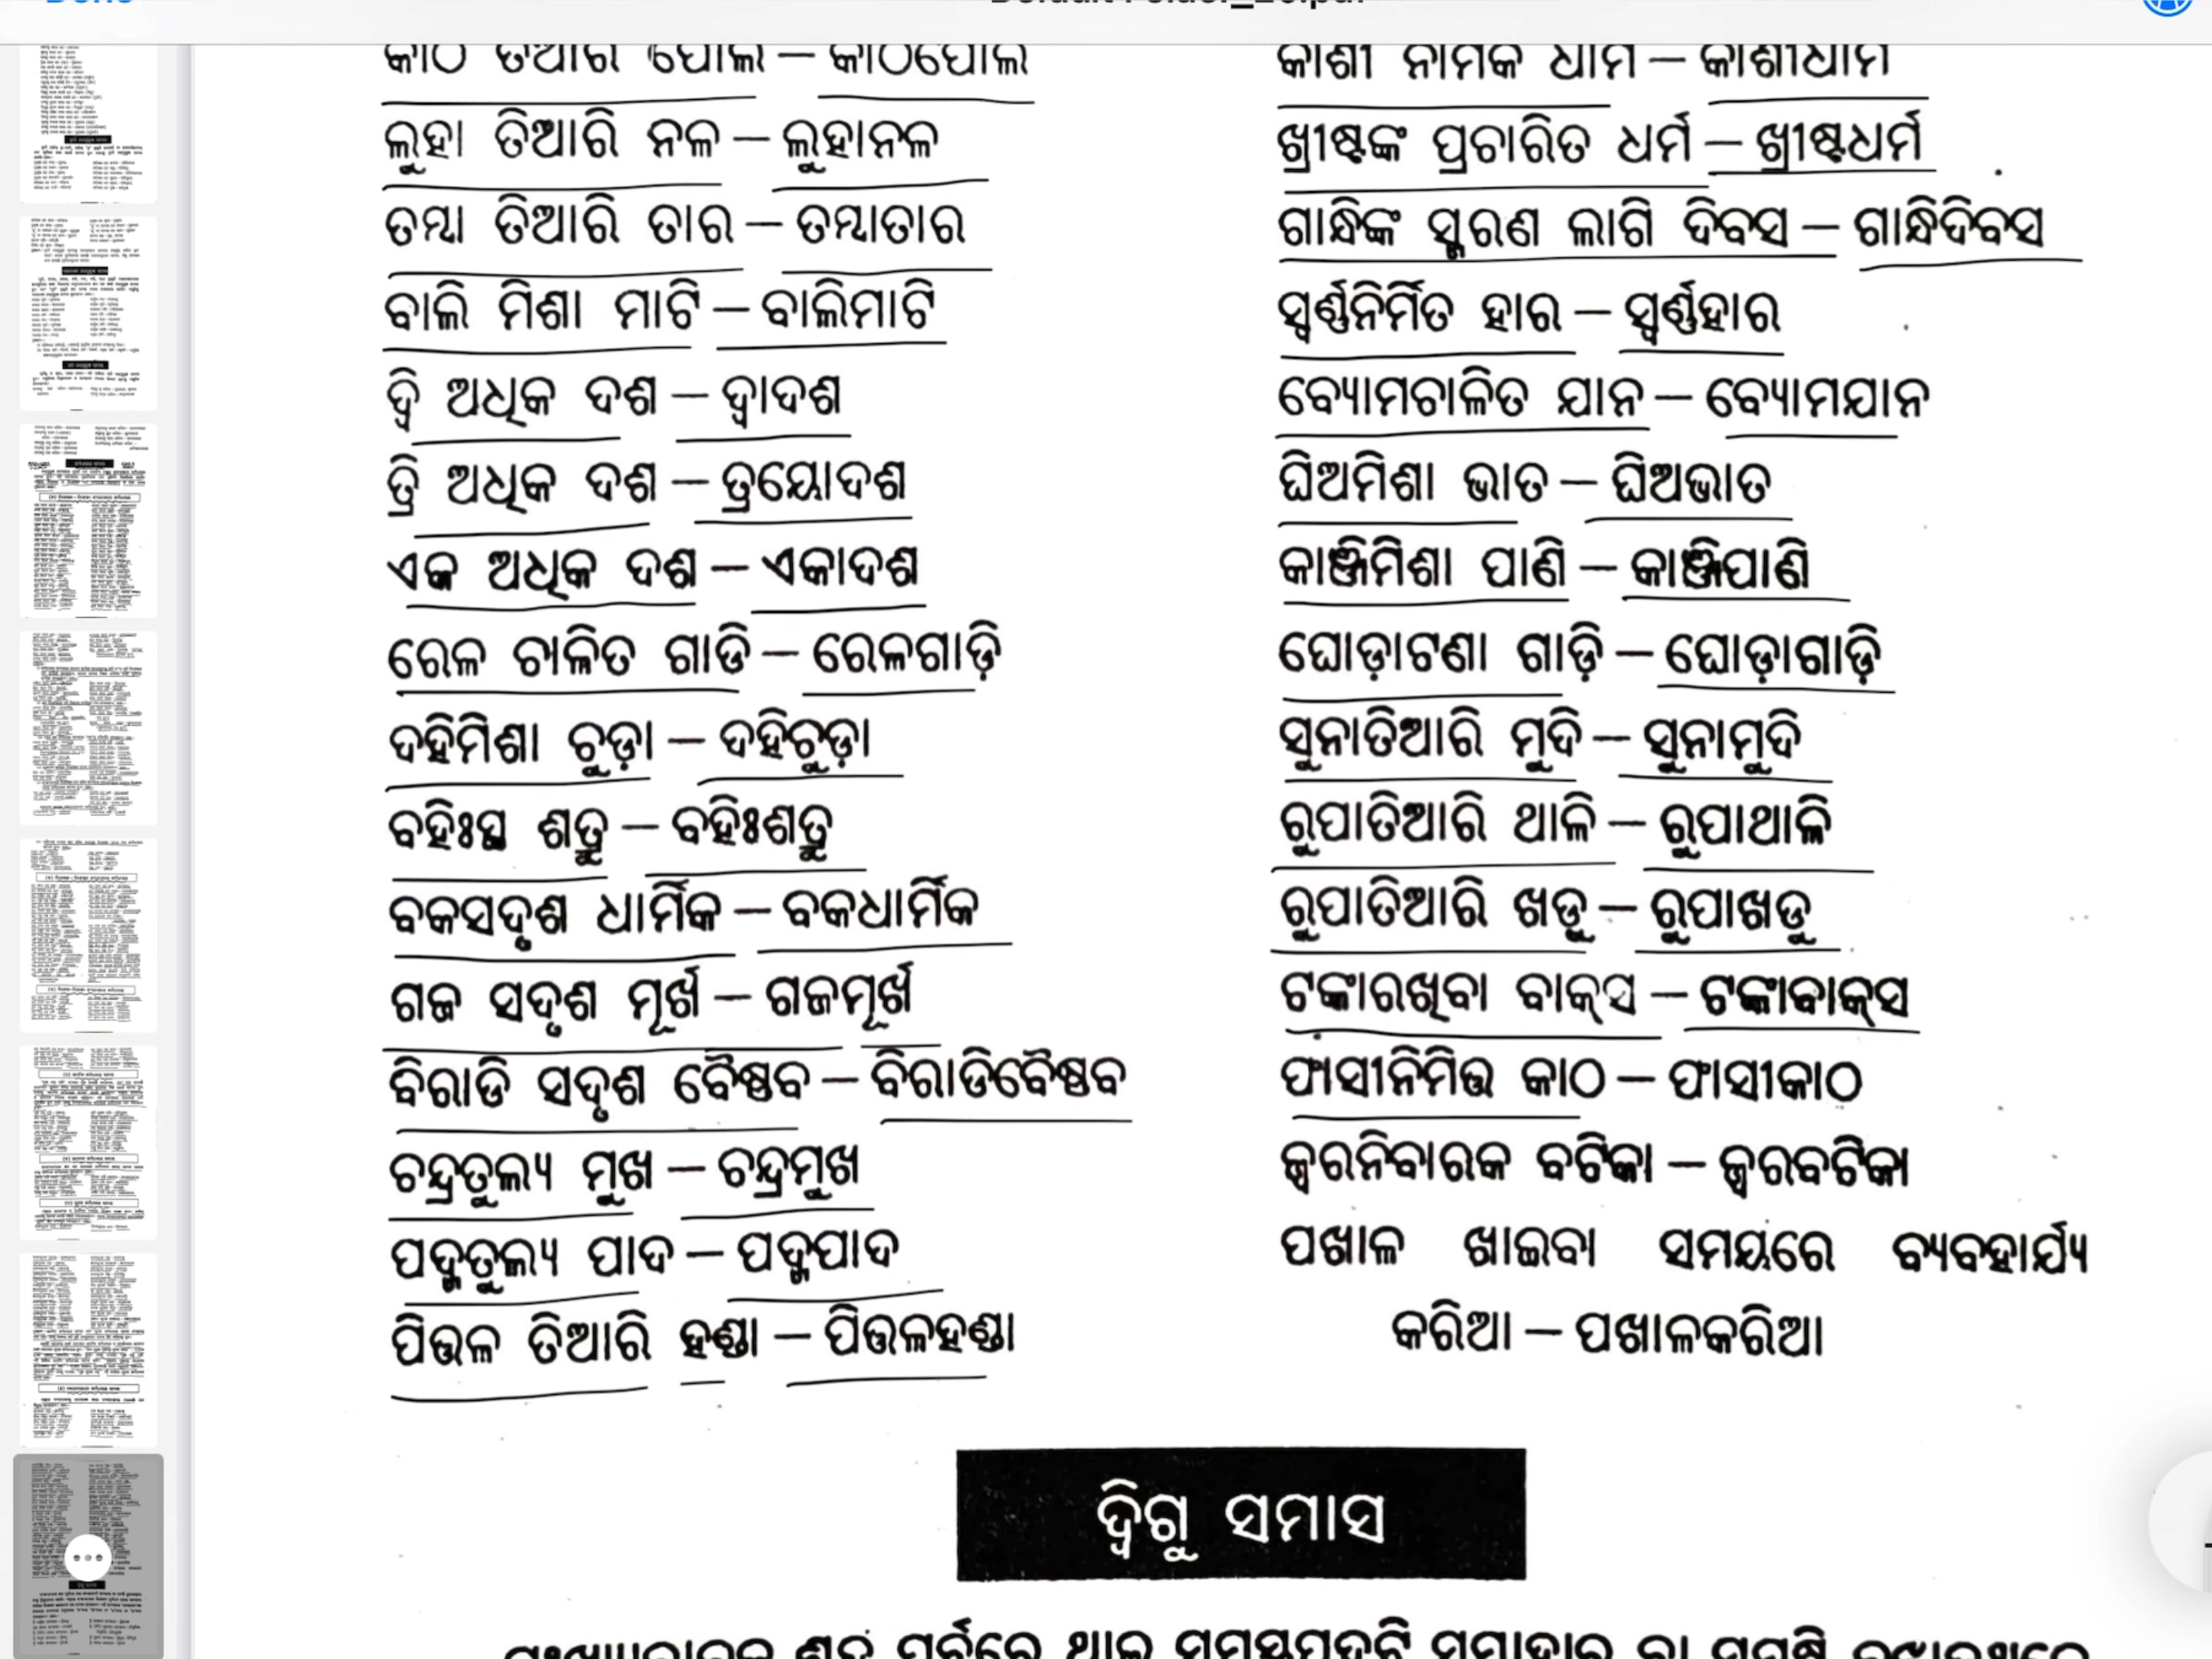 କାଠ ତିଆରି ପୋଲ — କାଠପୋଲ
ଲୁହା ତିଆରି ନଳ — ଲୁହାନଳ
ତମ୍ବା ତିଆରି ତାର — ତମ୍ବାତାର
ବାଲି ମିଶା ମାଟି — ବାଲିମାଟି
ଦ୍ୱି ଅଧିକ ଦଶ — ଦ୍ୱାଦଶ
ତ୍ରି ଅଧିକ ଦଶ — ତ୍ରୟୋଦଶ
ଏକ ଅଧିକ ଦଶ — ଏକାଦଶ
ରେଳ ଚାଳିତ ଗାଡି — ରେଳଗାଡ଼ି
ଦହିମିଶା ଚୁଡ଼ା — ଦହିଚୁଡ଼ା
ବହିଃସ୍ଥ ଶତ୍ରୁ — ବହିଃଶତ୍ରୁ
ବକସଦୃଶ ଧାର୍ମିକ — ବକଧାର୍ମିକ
ଗଜ ସଦୃଶ ମୂର୍ଖ — ଗଜମୂର୍ଖ
ବିରାଡି ସଦୃଶ ବୈଷ୍ଣବ — ବିରାଡିବୈଷ୍ଣବ
ଚନ୍ଦ୍ରତୁଲ୍ୟ ମୁଖ — ଚନ୍ଦ୍ରମୁଖ
ପଦ୍ମତୁଲ୍ୟ ପାଦ — ପଦ୍ମପାଦ
ପିତ୍ତଳ ତିଆରି ହଣ୍ଡା — ପିତ୍ତଳହଣ୍ଡା
କାଶୀ ନାମକ ଧାମ — କାଶୀଧାମ
ଖ୍ରୀଷ୍ଟଙ୍କ ପ୍ରଚାରିତ ଧର୍ମ — ଖ୍ରୀଷ୍ଟଧର୍ମ
ଗାନ୍ଧିଙ୍କ ସ୍ମରଣ ଲାଗି ଦିବସ — ଗାନ୍ଧିଦିବସ
ସ୍ୱର୍ଣ୍ଣନିର୍ମିତ ହାର — ସ୍ୱର୍ଣ୍ଣହାର
ବ୍ୟୋମଚାଳିତ ଯାନ — ବ୍ୟୋମଯାନ
ଘିଅମିଶା ଭାତ — ଘିଅଭାତ
କାଞ୍ଜିମିଶା ପାଣି — କାଞ୍ଜିପାଣି
ଘୋଡ଼ାଟଣା ଗାଡ଼ି — ଘୋଡ଼ାଗାଡ଼ି
ସୁନାତିଆରି ମୁଦି — ସୁନାମୁଦି
ରୁପାତିଆରି ଥାଳି — ରୁପାଥାଳି
ରୁପାତିଆରି ଖଡୁ — ରୁପାଖଡୁ
ଟଙ୍କାରଖିବା ବାକ୍ସ — ଟଙ୍କାବାକ୍ସ
ଫାସୀନିମିତ୍ତ କାଠ — ଫାସୀକାଠ
ଜ୍ୱରନିବାରକ ବଟିକା — ଜ୍ୱରବଟିକା
ପଖାଳ ଖାଇବା ସମୟରେ ବ୍ୟବହାର୍ଯ୍ୟ
କରିଆ — ପଖାଳକରିଆ
ଦ୍ୱିଗୁ ସମାସ